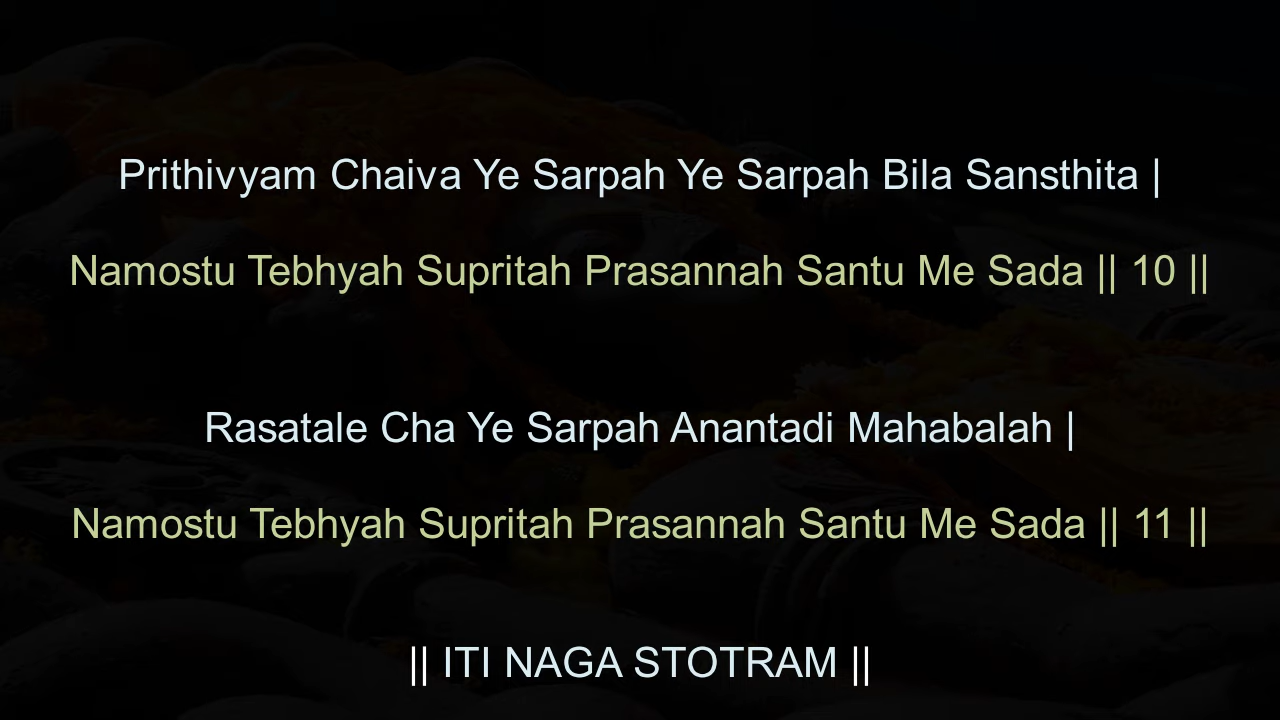 Prithivyam Chaiva Ye Sarpah Ye Sarpah Bila Sansthita |
Namostu Tebhyah Supritah Prasannah Santu Me Sada || 10 ||
Rasatale Cha Ye Sarpah Anantadi Mahabalah |
Namostu Tebhyah Supritah Prasannah Santu Me Sada || 11 ||
|| ITI NAGA STOTRAM ||